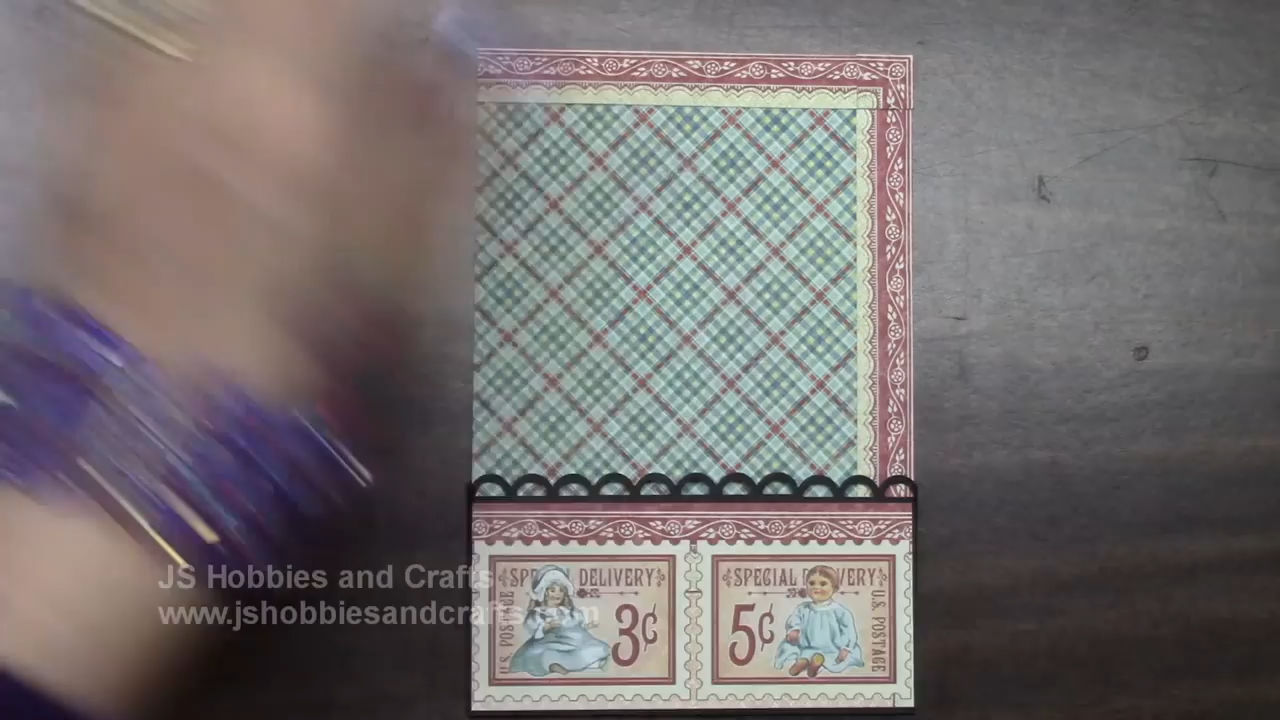 SPECIAL DELIVERY
U.S. POSTAGE
3¢
SPECIAL DELIVERY
5¢
U.S. POSTAGE
JS Hobbies and Crafts
www.jshobbiesandcrafts.com